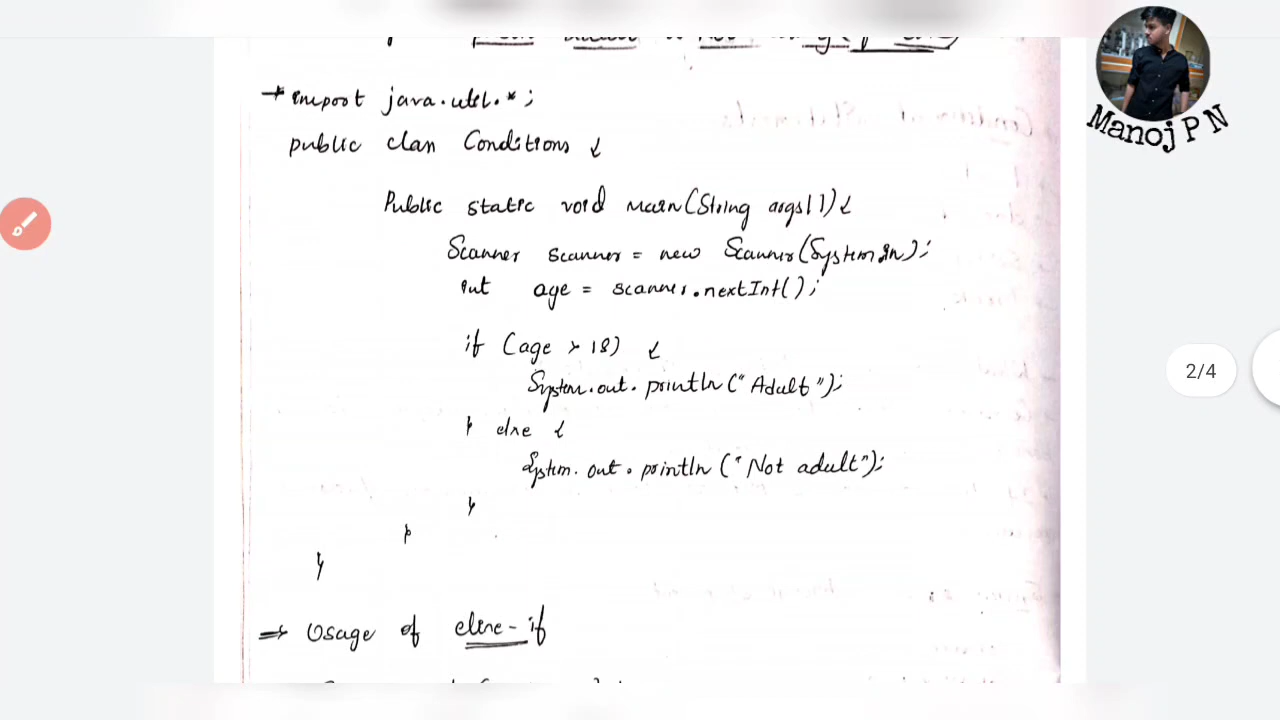 import java.util.*;
public class Conditions {
Public static void main(String args[]){
Scanner scanner = new Scanner(System.in);
int age = scanner.nextInt();
if (age > 18) {
System.out.println("Adult");
} else {
System.out.println("Not adult");
}
}
}
⇒ Usage of else-if
Manoj P N
2/4